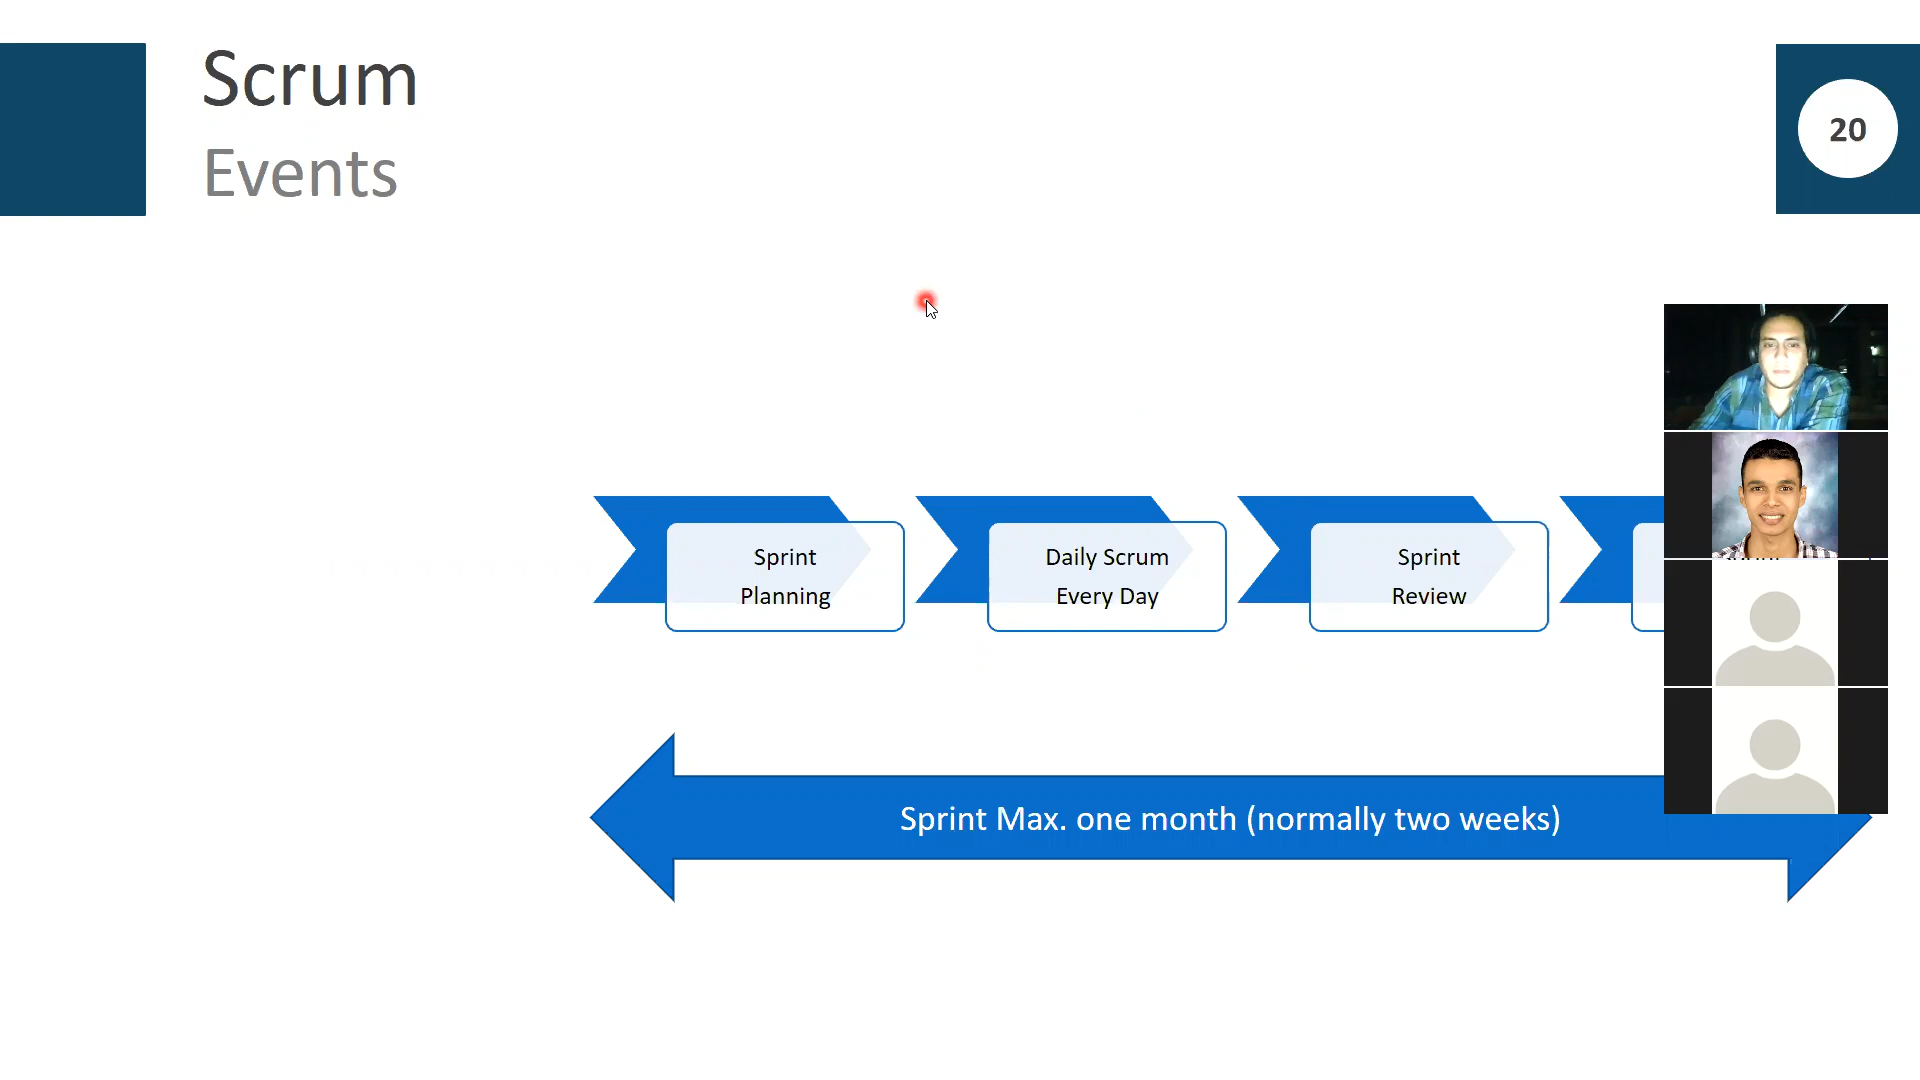 Scrum
Events
20
Sprint
Planning
Daily Scrum
Every Day
Sprint
Review
Sprint Max. one month (normally two weeks)